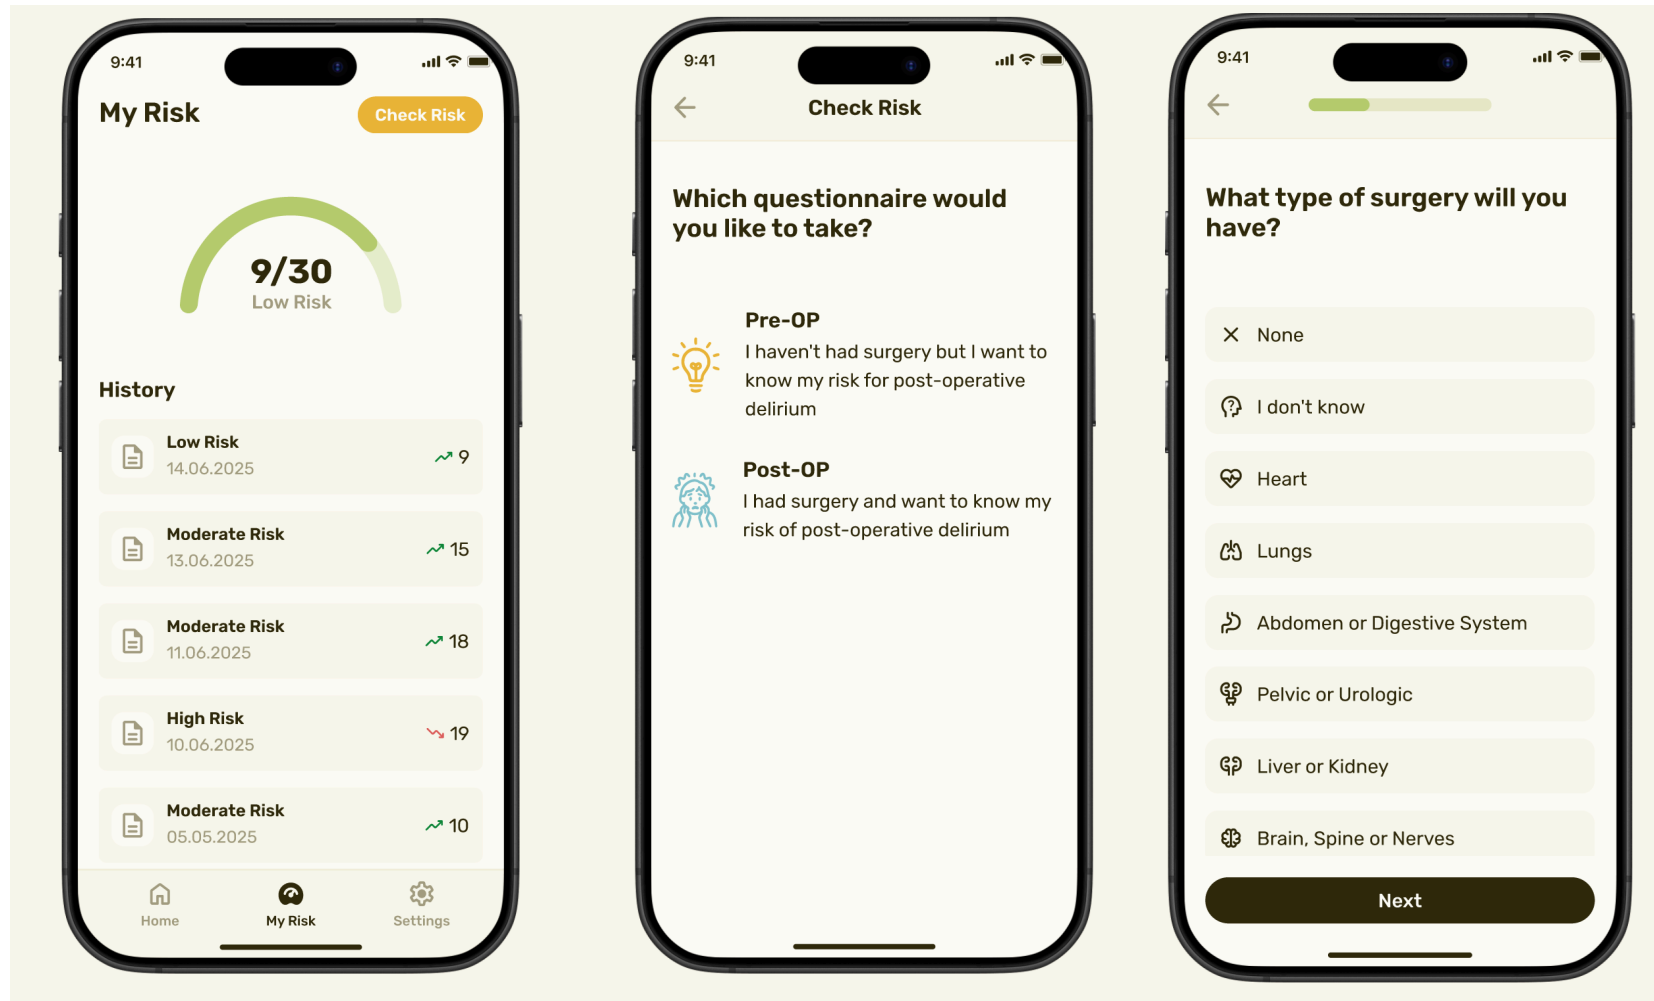 9:41
My Risk
Check Risk
9/30
Low Risk
History
Low Risk
14.06.2025
9
Moderate Risk
13.06.2025
15
Moderate Risk
11.06.2025
18
High Risk
10.06.2025
19
Moderate Risk
05.05.2025
10
Home
My Risk
Settings
9:41
Check Risk
Which questionnaire would
you like to take?
Pre-OP
I haven't had surgery but I want to
know my risk for post-operative
delirium
Post-OP
I had surgery and want to know my
risk of post-operative delirium
9:41
What type of surgery will you
have?
None
I don't know
Heart
Lungs
Abdomen or Digestive System
Pelvic or Urologic
Liver or Kidney
Brain, Spine or Nerves
Next